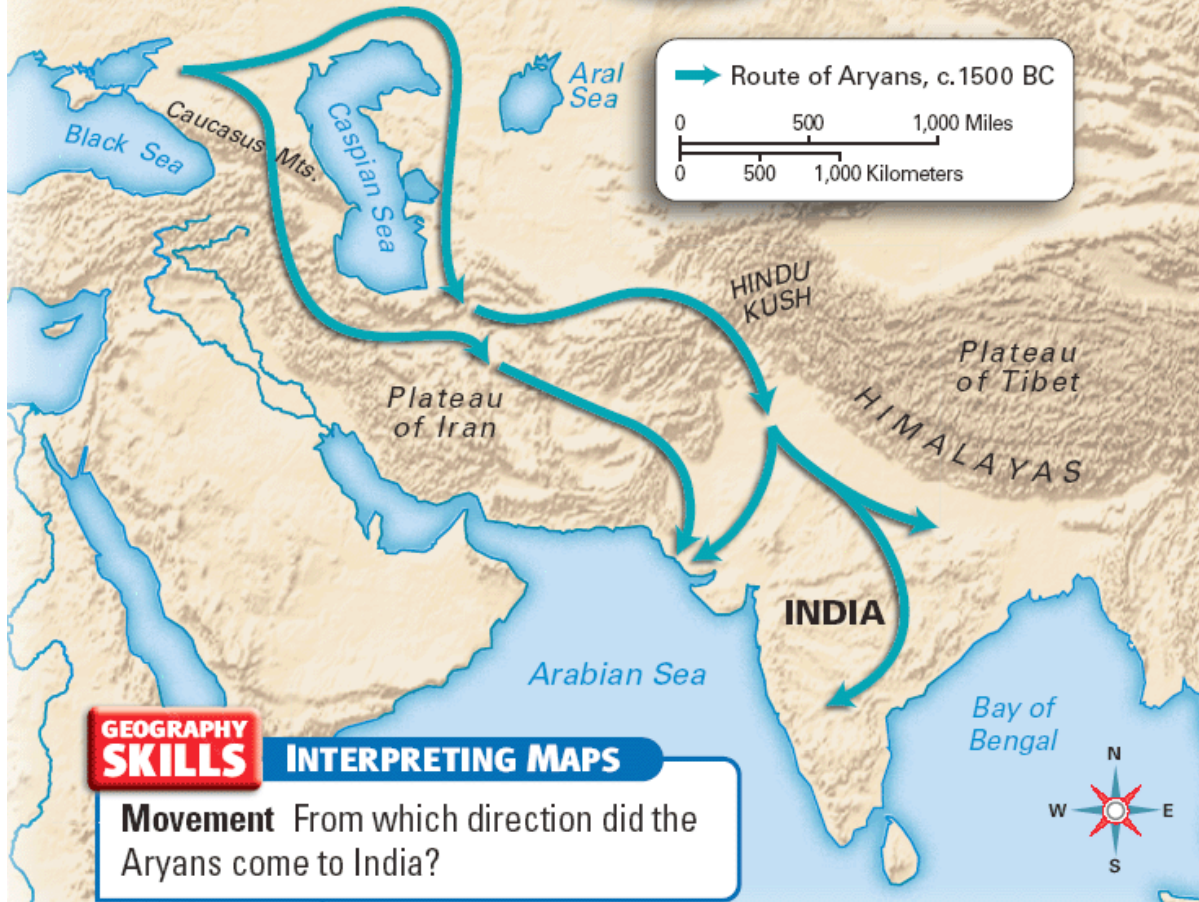 Aral
Sea
Route of Aryans, c.1500 BC
0 500 1,000 Miles
0 500 1,000 Kilometers
Black Sea
Caucasus Mts.
Caspian Sea
HINDU
KUSH
Plateau
of Tibet
HIMALAYAS
Plateau
of Iran
INDIA
Arabian Sea
Bay of
Bengal
N
W E
S
GEOGRAPHY
SKILLS
INTERPRETING MAPS
Movement From which direction did the
Aryans come to India?